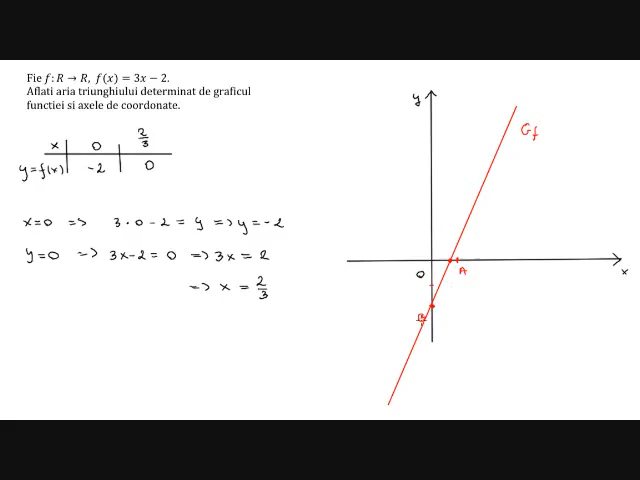 Fie f: R → R, f(x) = 3x − 2.
Aflati aria triunghiului determinat de graficul
functiei si axele de coordonate.
x | 0 | 2/3
y=f(x) | -2 | 0
x=0 => 3·0-2 = y => y=-2
y=0 => 3x-2=0 => 3x=2
=> x = 2/3
y
Gf
O
A
x
B